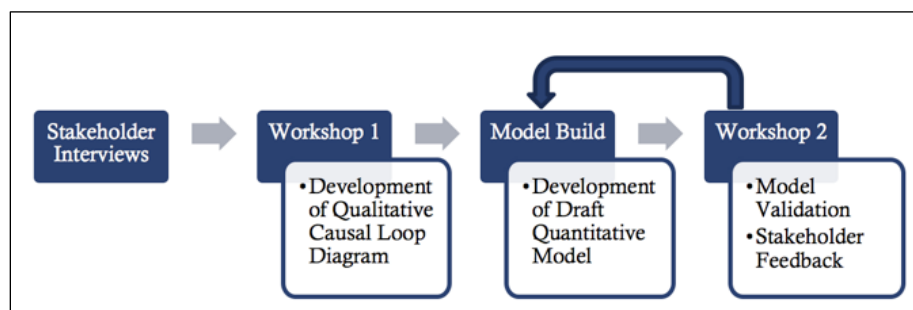 Stakeholder
Interviews
Workshop 1
•Development
of Qualitative
Causal Loop
Diagram
Model Build
•Development
of Draft
Quantitative
Model
Workshop 2
•Model
Validation
•Stakeholder
Feedback